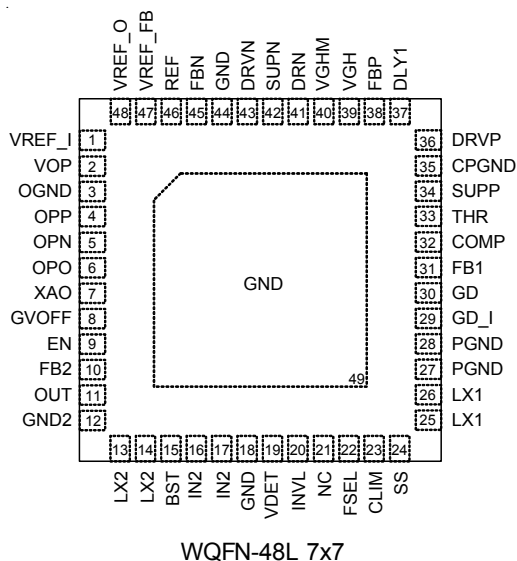 VREF_O
VREF_FB
REF
FBN
GND
DRVN
SUPN
DRN
VGHM
VGH
FBP
DLY1
48 47 46 45 44 43 42 41 40 39 38 37
VREF_I 1
VOP 2
OGND 3
OPP 4
OPN 5
OPO 6
XAO 7
GVOFF 8
EN 9
FB2 10
OUT 11
GND2 12
GND
49
36 DRVP
35 CPGND
34 SUPP
33 THR
32 COMP
31 FB1
30 GD
29 GD_I
28 PGND
27 PGND
26 LX1
25 LX1
13 14 15 16 17 18 19 20 21 22 23 24
LX2
LX2
BST
IN2
IN2
GND
VDET
INVL
NC
FSEL
CLIM
SS
WQFN-48L 7x7